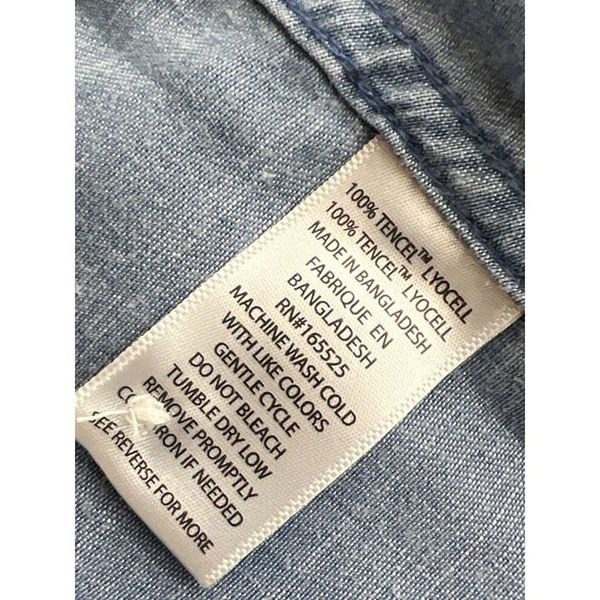 100% TENCEL™ LYOCELL
100% TENCEL™ LYOCELL
MADE IN BANGLADESH
FABRIQUE EN
BANGLADESH
RN#165525
MACHINE WASH COLD
WITH LIKE COLORS
GENTLE CYCLE
DO NOT BLEACH
TUMBLE DRY LOW
REMOVE PROMPTLY
IF NEEDED
SEE REVERSE FOR MORE